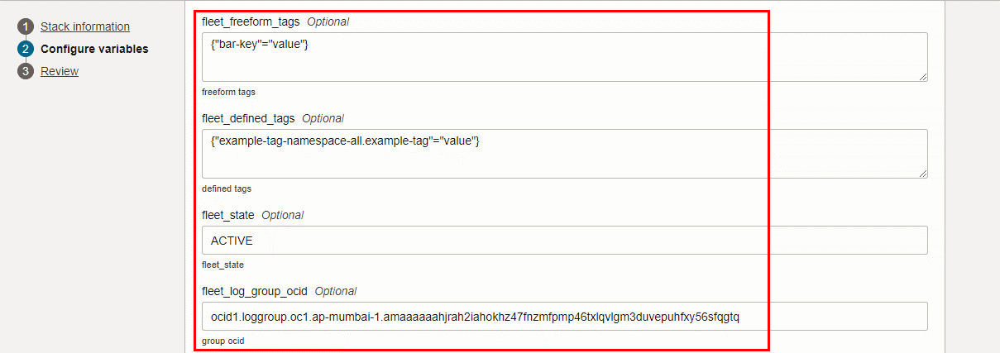 1 Stack information
2 Configure variables
3 Review
fleet_freeform_tags Optional
{"bar-key"="value"}
freeform tags
fleet_defined_tags Optional
{"example-tag-namespace-all.example-tag"="value"}
defined tags
fleet_state Optional
ACTIVE
fleet_state
fleet_log_group_ocid Optional
ocid1.loggroup.oc1.ap-mumbai-1.amaaaaaahjrah2iahokhz47fnzmfpmp46txlqvlgm3duvepuhfxy56sfqgtq
group ocid